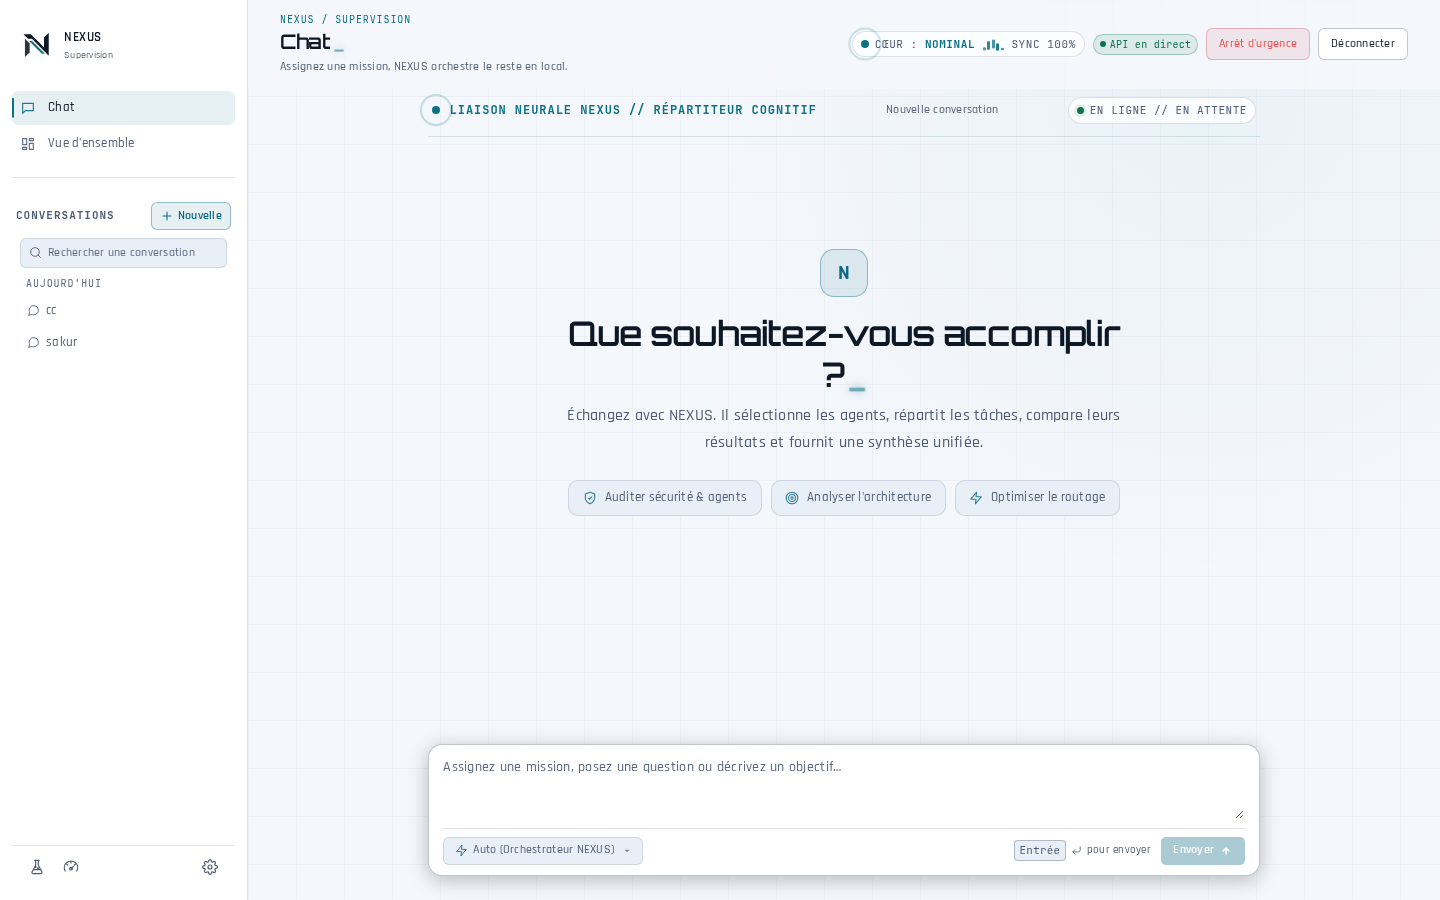 NEXUS
Supervision
Chat
Vue d'ensemble
CONVERSATIONS
Nouvelle
Rechercher une conversation
AUJOURD'HUI
cc
sakur
NEXUS / SUPERVISION
Chat_
Assignez une mission, NEXUS orchestre le reste en local.
CŒUR : NOMINAL SYNC 100%
API en direct
Arrêt d'urgence
Déconnecter
LIAISON NEURALE NEXUS // RÉPARTITEUR COGNITIF
Nouvelle conversation
EN LIGNE // EN ATTENTE
N
Que souhaitez-vous accomplir
?_
Échangez avec NEXUS. Il sélectionne les agents, répartit les tâches, compare leurs
résultats et fournit une synthèse unifiée.
Auditer sécurité & agents
Analyser l'architecture
Optimiser le routage
Assignez une mission, posez une question ou décrivez un objectif…
Auto (Orchestrateur NEXUS)
Entrée
pour envoyer
Envoyer